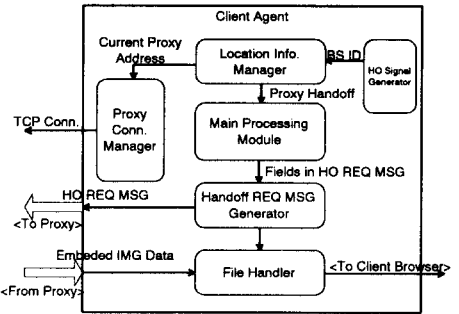 Client Agent
Current Proxy
Address
Location Info.
Manager
BS ID
HO Signal
Generator
Proxy Handoff
TCP Conn.
Proxy
Conn.
Manager
Main Processing
Module
Fields in HO REQ MSG
HO REQ MSG
Handoff REQ MSG
Generator
<To Proxy>
Embeded IMG Data
File Handler
<To Client Browser>
<From Proxy>